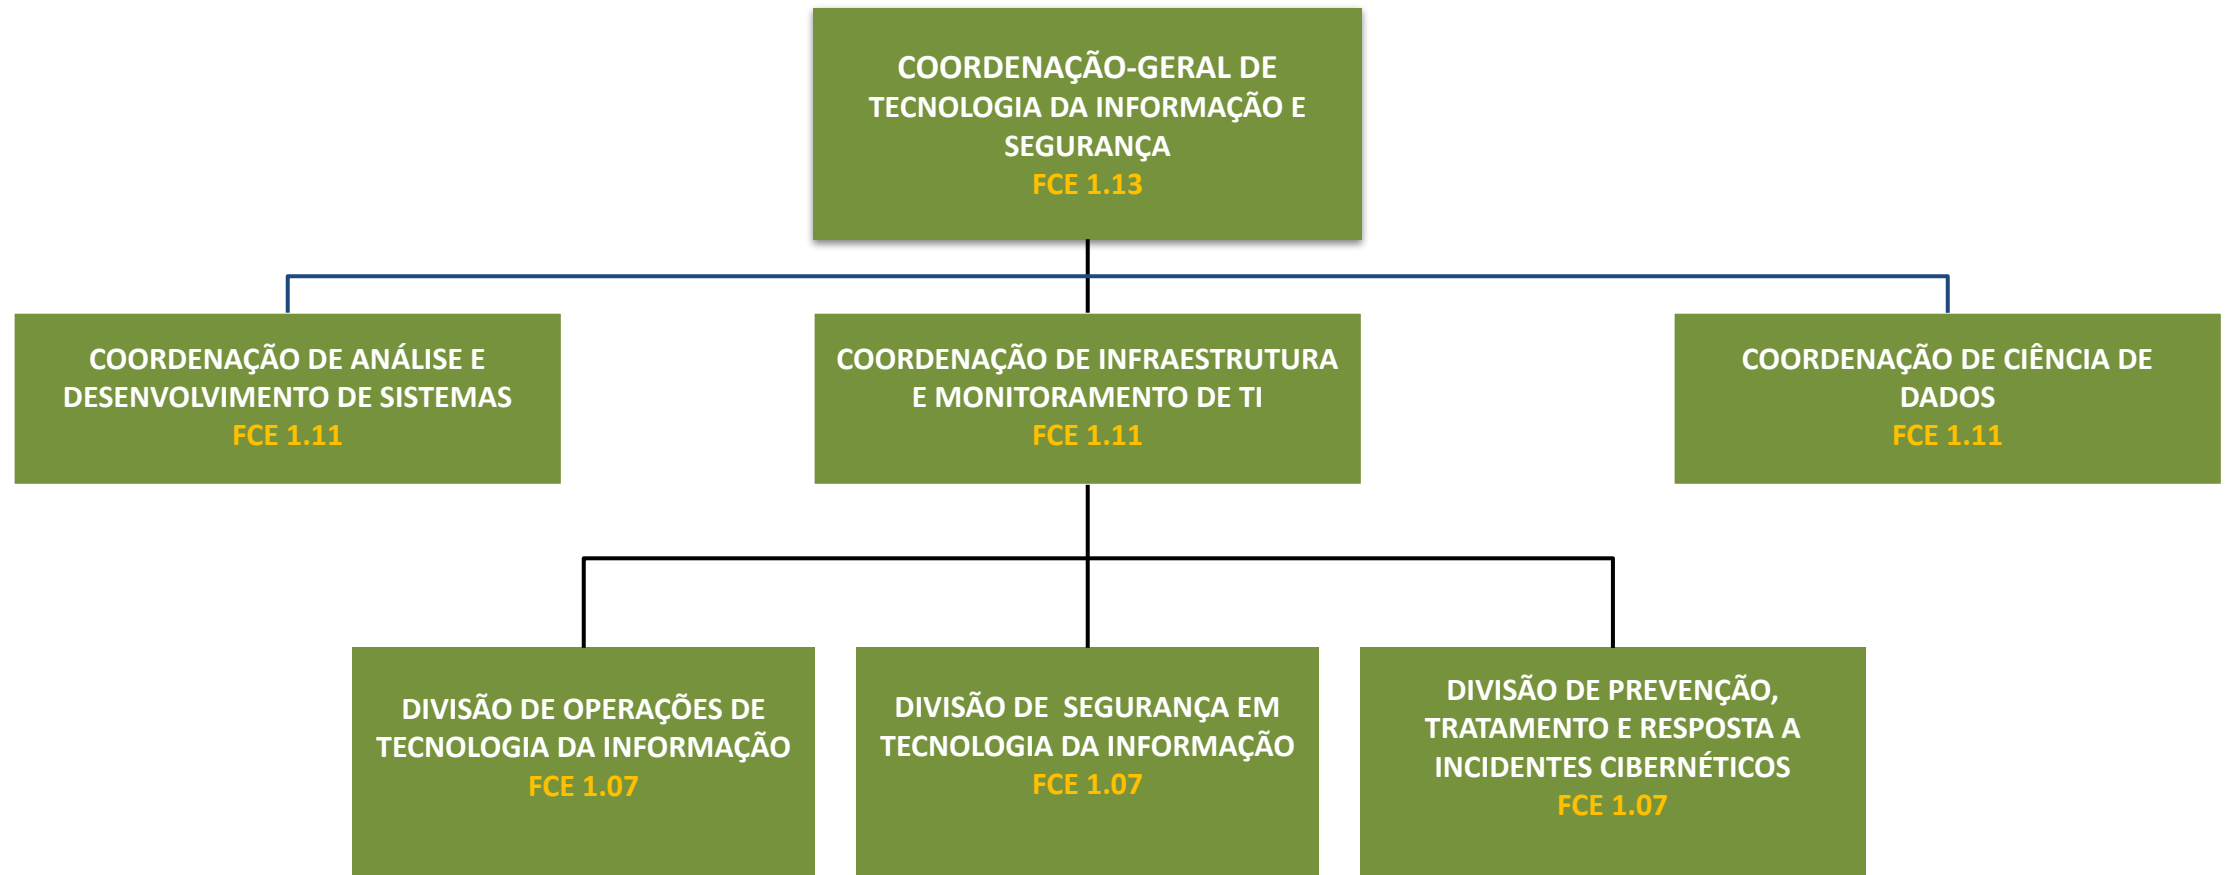 COORDENAÇÃO-GERAL DE
TECNOLOGIA DA INFORMAÇÃO E
SEGURANÇA
FCE 1.13
COORDENAÇÃO DE ANÁLISE E
DESENVOLVIMENTO DE SISTEMAS
FCE 1.11
COORDENAÇÃO DE INFRAESTRUTURA
E MONITORAMENTO DE TI
FCE 1.11
COORDENAÇÃO DE CIÊNCIA DE
DADOS
FCE 1.11
DIVISÃO DE OPERAÇÕES DE
TECNOLOGIA DA INFORMAÇÃO
FCE 1.07
DIVISÃO DE  SEGURANÇA EM
TECNOLOGIA DA INFORMAÇÃO
FCE 1.07
DIVISÃO DE PREVENÇÃO,
TRATAMENTO E RESPOSTA A
INCIDENTES CIBERNÉTICOS
FCE 1.07